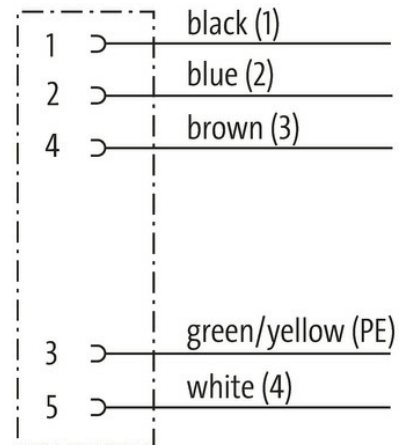 1 black (1)
2 blue (2)
4 brown (3)
3 green/yellow (PE)
5 white (4)